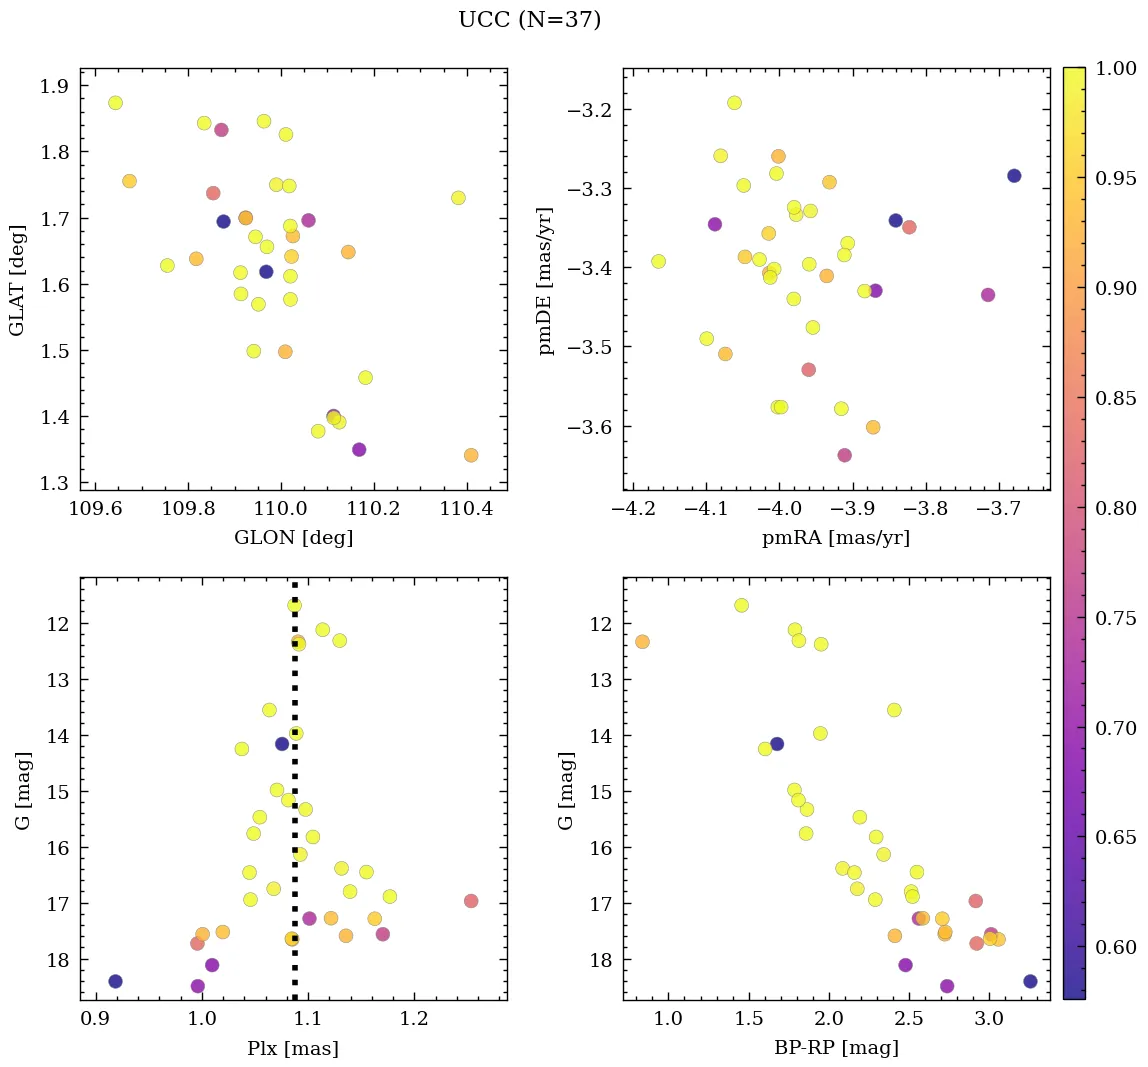 UCC (N=37)
1.9
1.8
1.7
1.6
1.5
1.4
1.3
GLAT [deg]
109.6 109.8 110.0 110.2 110.4
GLON [deg]
−3.2
−3.3
−3.4
−3.5
−3.6
pmDE [mas/yr]
−4.2 −4.1 −4.0 −3.9 −3.8 −3.7
pmRA [mas/yr]
12
13
14
15
16
17
18
G [mag]
0.9 1.0 1.1 1.2
Plx [mas]
12
13
14
15
16
17
18
G [mag]
1.0 1.5 2.0 2.5 3.0
BP-RP [mag]
1.00
0.95
0.90
0.85
0.80
0.75
0.70
0.65
0.60